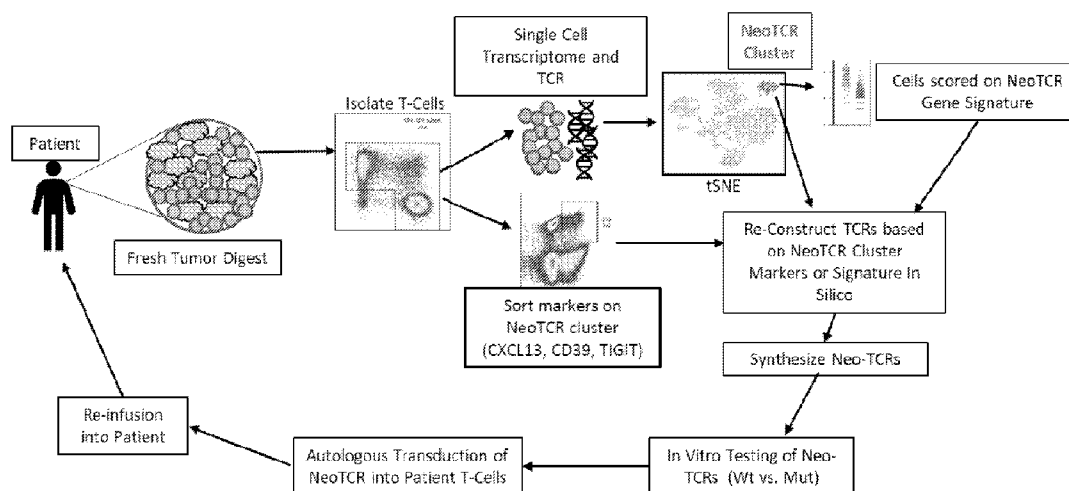 Single Cell
Transcriptome and
TCR
NeoTCR
Cluster
Cells scored on NeoTCR
Gene Signature
Isolate T-Cells
Patient
tSNE
Fresh Tumor Digest
Re-Construct TCRs based
on NeoTCR Cluster
Markers or Signature In
Silico
Sort markers on
NeoTCR cluster
(CXCL13, CD39, TIGIT)
Synthesize Neo-TCRs
Re-infusion
into Patient
Autologous Transduction of
NeoTCR into Patient T-Cells
In Vitro Testing of Neo-
TCRs (Wt vs. Mut)